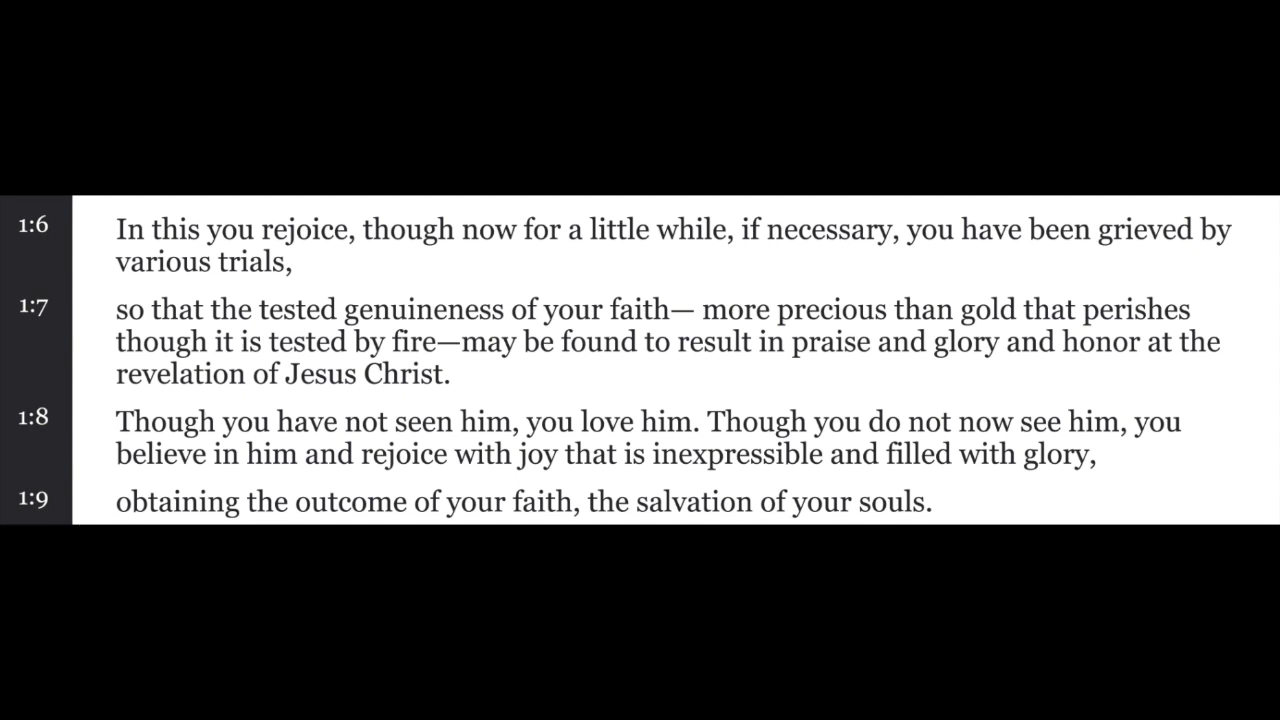 1:6 In this you rejoice, though now for a little while, if necessary, you have been grieved by
various trials,
1:7 so that the tested genuineness of your faith— more precious than gold that perishes
though it is tested by fire—may be found to result in praise and glory and honor at the
revelation of Jesus Christ.
1:8 Though you have not seen him, you love him. Though you do not now see him, you
believe in him and rejoice with joy that is inexpressible and filled with glory,
1:9 obtaining the outcome of your faith, the salvation of your souls.